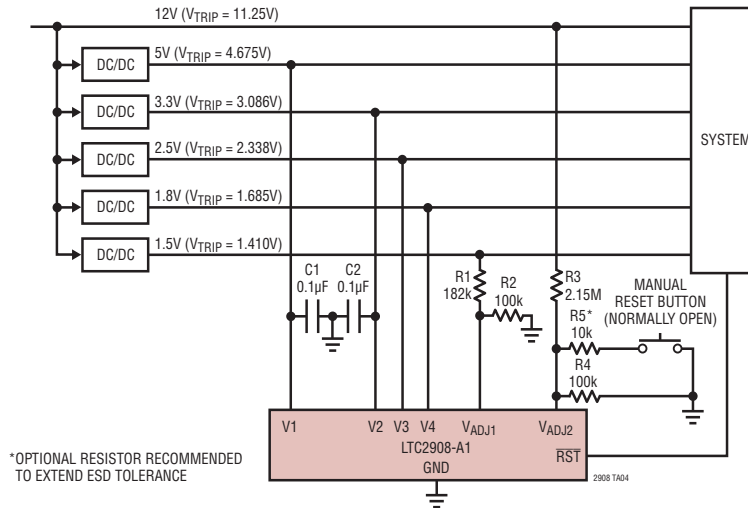 12V (VTRIP = 11.25V)
5V (VTRIP = 4.675V)
DC/DC
3.3V (VTRIP = 3.086V)
DC/DC
2.5V (VTRIP = 2.338V)
DC/DC
1.8V (VTRIP = 1.685V)
DC/DC
1.5V (VTRIP = 1.410V)
DC/DC
SYSTEM
C1
0.1µF
C2
0.1µF
R1
182k
R2
100k
R3
2.15M
R5*
10k
R4
100k
MANUAL
RESET BUTTON
(NORMALLY OPEN)
V1
V2
V3
V4
VADJ1
VADJ2
LTC2908-A1
GND
RST
*OPTIONAL RESISTOR RECOMMENDED
TO EXTEND ESD TOLERANCE
2908 TA04